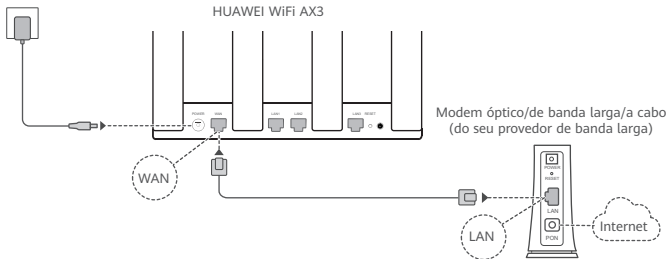 HUAWEI WiFi AX3
POWER
WAN
LAN1
LAN2
LAN3
RESET
WAN
Modem óptico/de banda larga/a cabo
(do seu provedor de banda larga)
POWER
RESET
LAN
PON
LAN
Internet